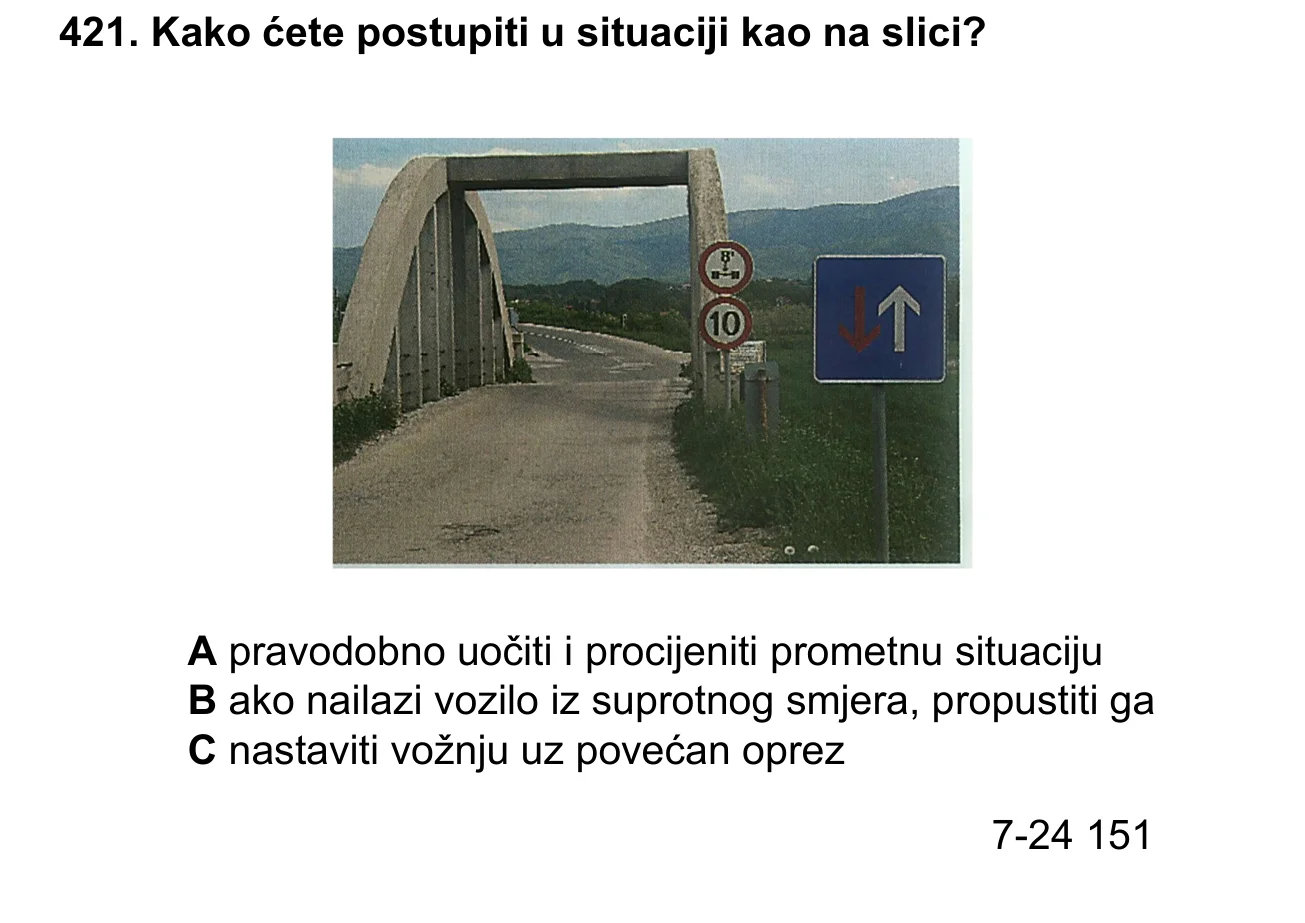 421. Kako ćete postupiti u situaciji kao na slici?
8t
10
A pravodobno uočiti i procijeniti prometnu situaciju
B ako nailazi vozilo iz suprotnog smjera, propustiti ga
C nastaviti vožnju uz povećan oprez
7-24 151